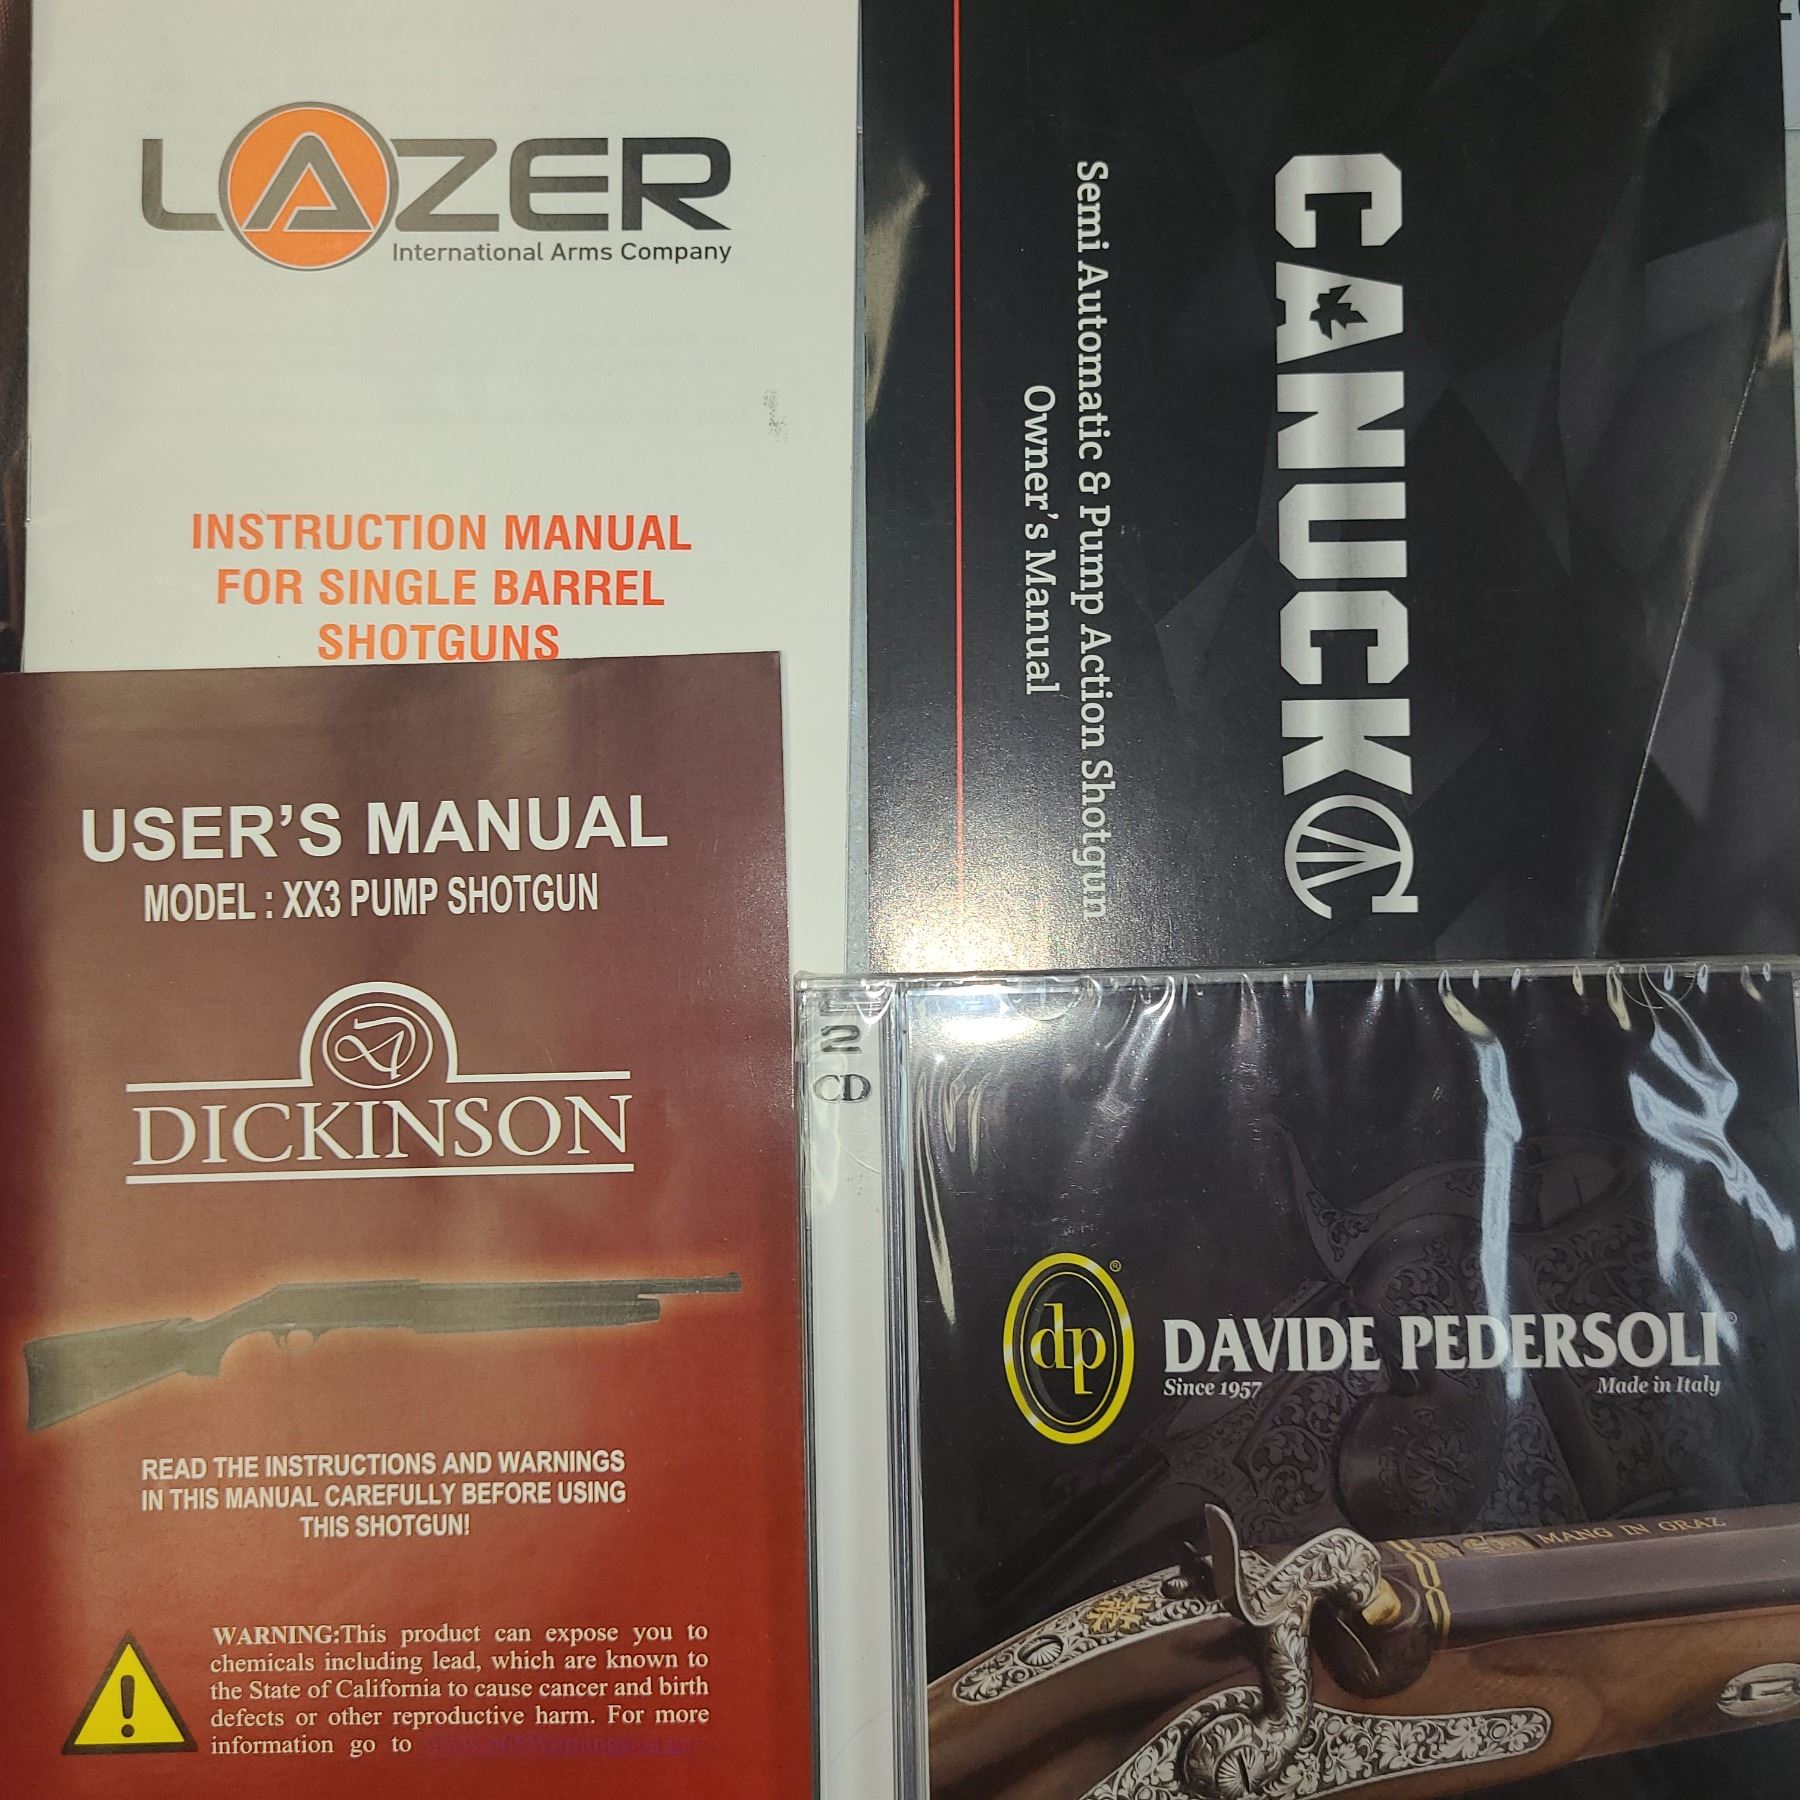 LAZER
International Arms Company
INSTRUCTION MANUAL
FOR SINGLE BARREL
SHOTGUNS
CANUCK
Semi Automatic & Pump Action Shotgun
Owner's Manual
USER'S MANUAL
MODEL : XX3 PUMP SHOTGUN
DICKINSON
READ THE INSTRUCTIONS AND WARNINGS
IN THIS MANUAL CAREFULLY BEFORE USING
THIS SHOTGUN!
WARNING:This product can expose you to
chemicals including lead, which are known to
the State of California to cause cancer and birth
defects or other reproductive harm. For more
information go to
2
CD
dp®
DAVIDE PEDERSOLI®
Since 1957
Made in Italy
MANG IN GRAZ